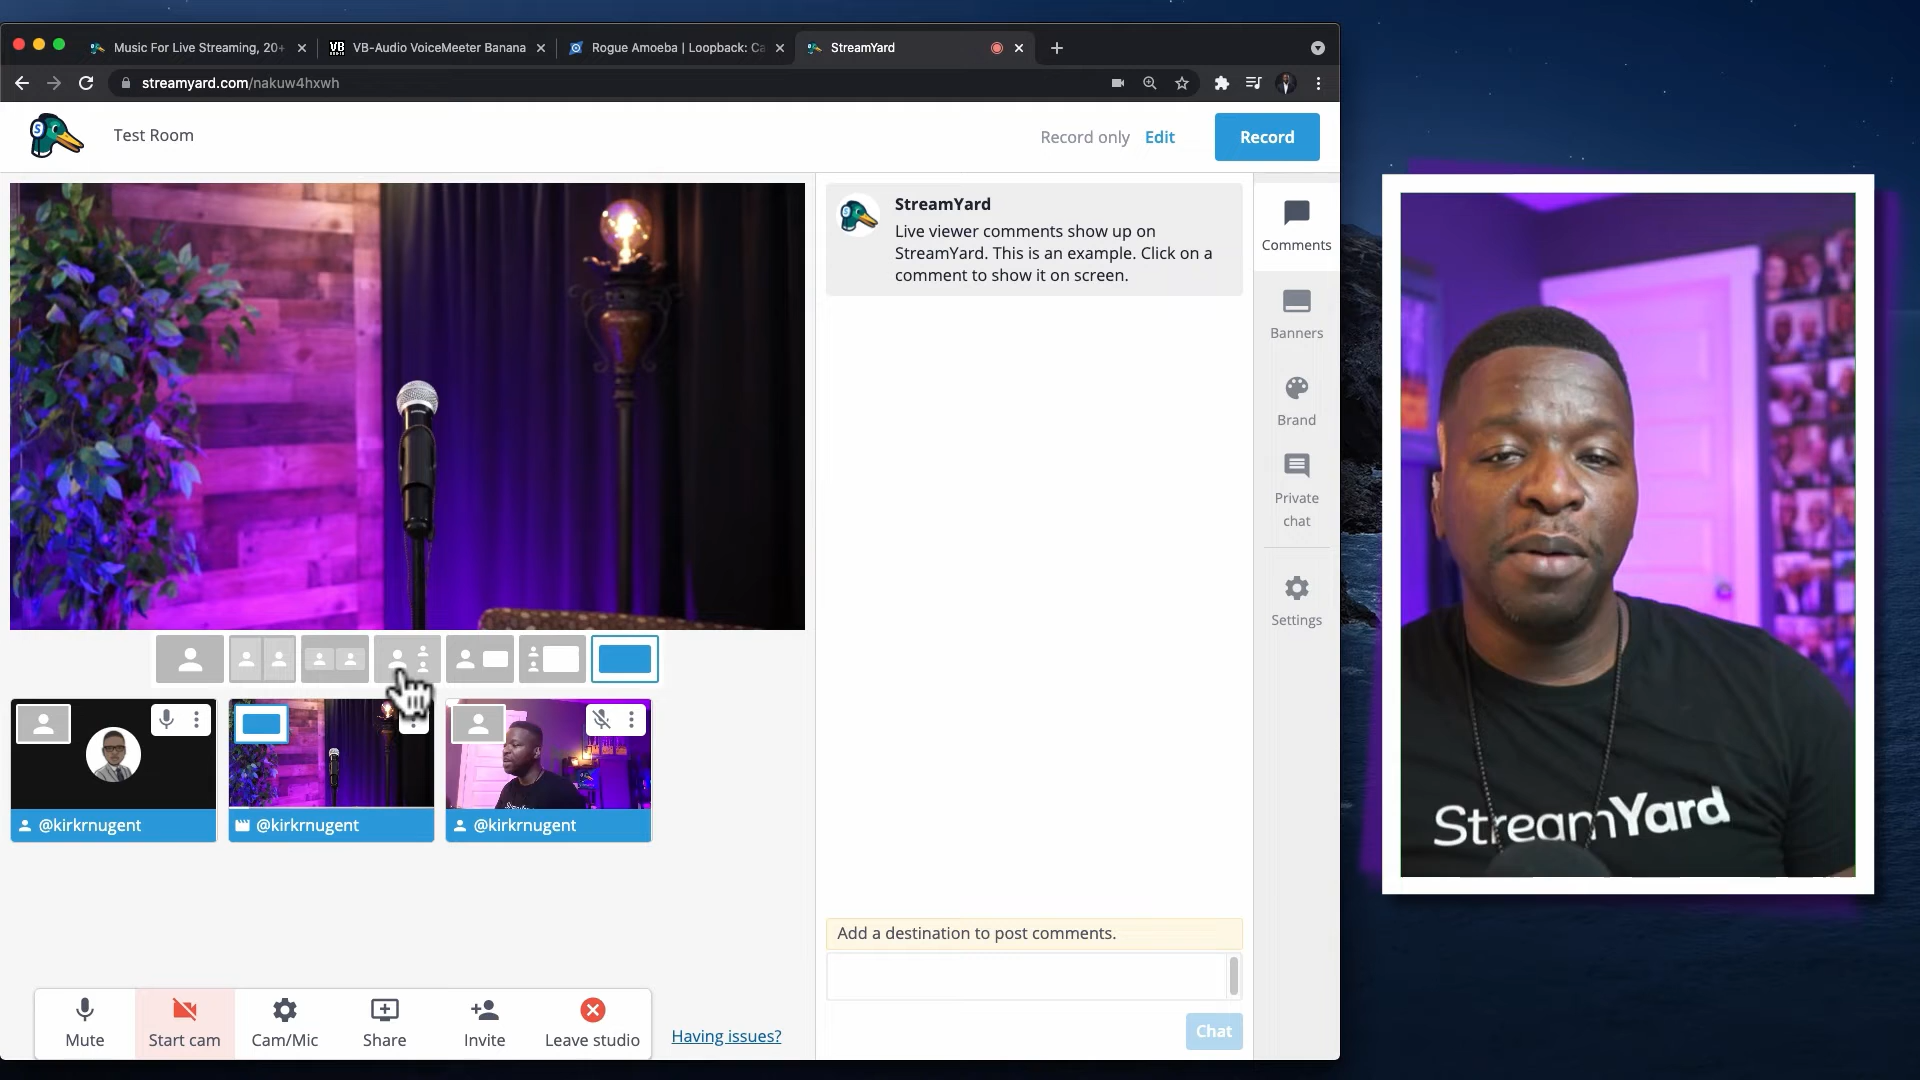 Music For Live Streaming, 20+
VB-Audio VoiceMeeter Banana
Rogue Amoeba | Loopback: Ca
StreamYard
streamyard.com/nakuw4hxwh
Test Room
Record only
Edit
Record
StreamYard
Live viewer comments show up on
StreamYard. This is an example. Click on a
comment to show it on screen.
Comments
Banners
Brand
Private
chat
Settings
@kirkrnugent
@kirkrnugent
@kirkrnugent
Add a destination to post comments.
Chat
Mute
Start cam
Cam/Mic
Share
Invite
Leave studio
Having issues?
StreamYard